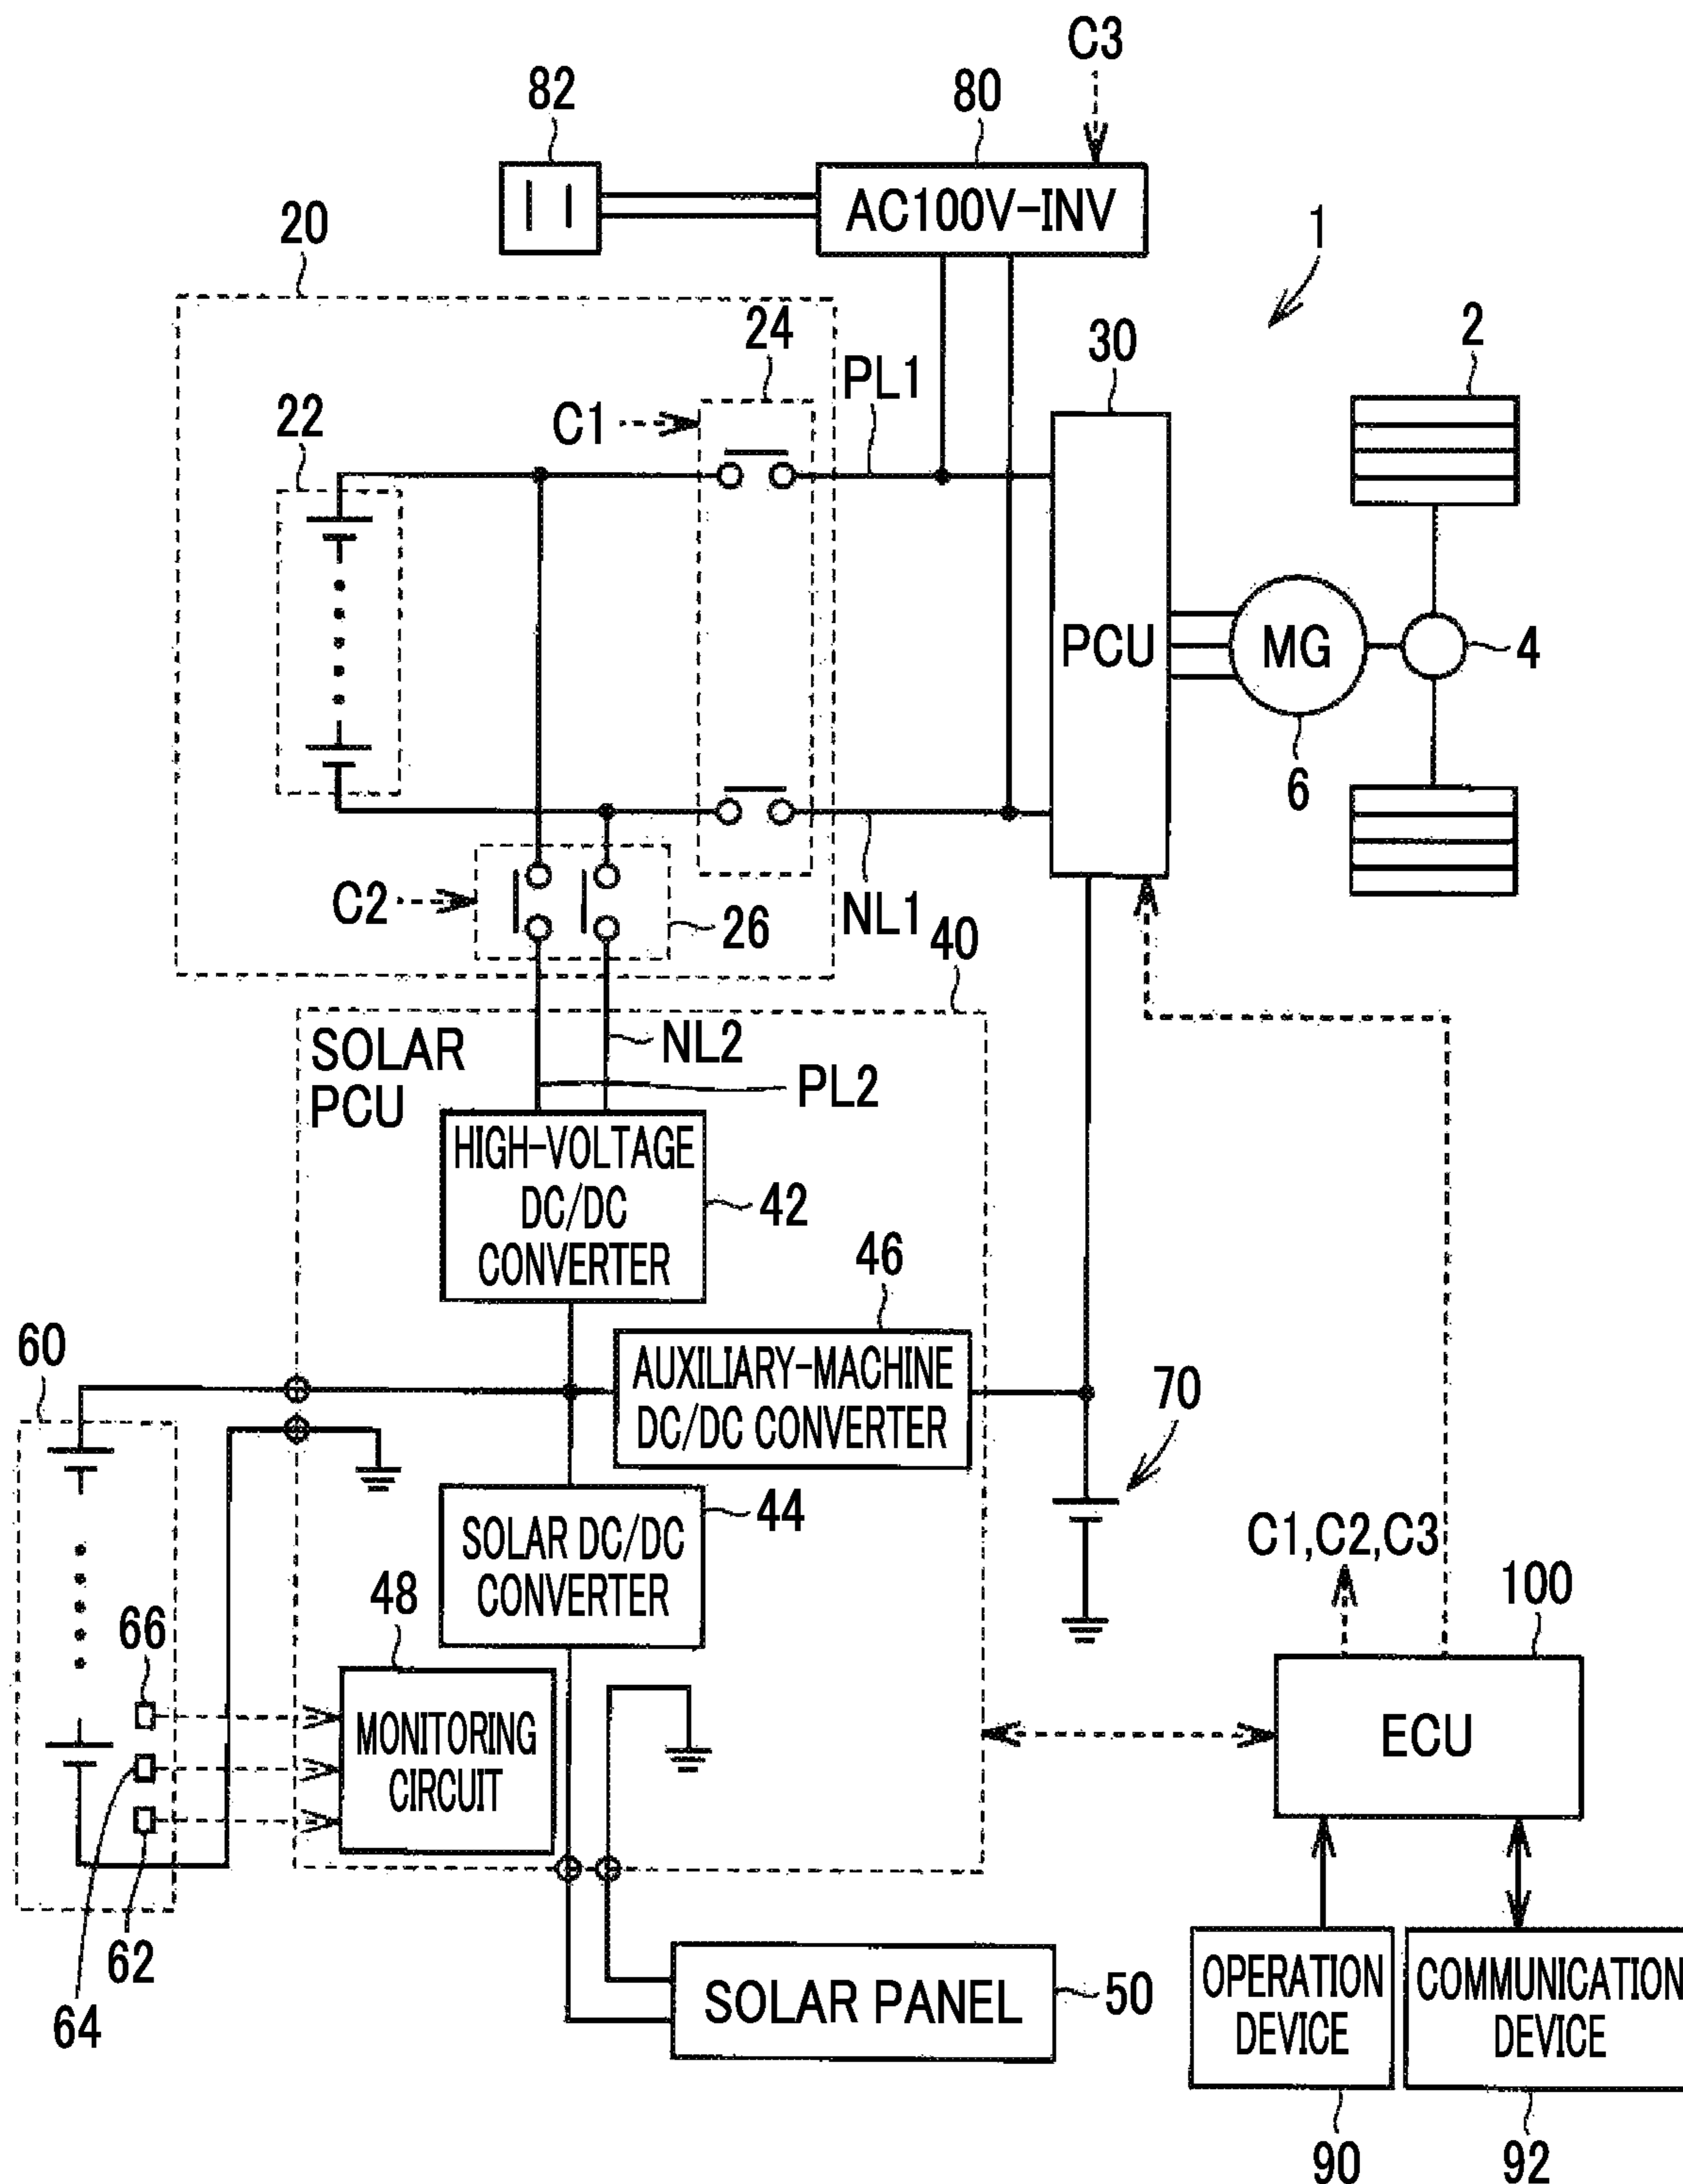 C3
82
80
AC100V-INV
1
20
24
30
2
PL1
22
C1
PCU
MG
4
6
C2
26
NL1
40
SOLAR
PCU
NL2
PL2
HIGH-VOLTAGE
DC/DC
CONVERTER
42
46
60
AUXILIARY-MACHINE
DC/DC CONVERTER
70
44
SOLAR DC/DC
CONVERTER
C1,C2,C3
100
48
66
MONITORING
CIRCUIT
ECU
62
64
SOLAR PANEL
50
OPERATION
DEVICE
COMMUNICATION
DEVICE
90
92